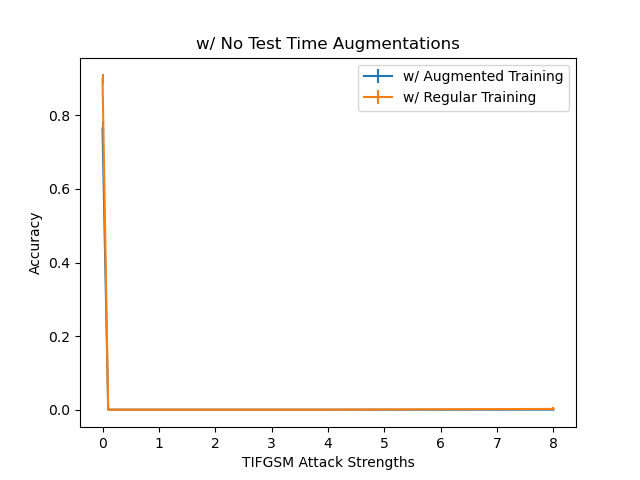 w/ No Test Time Augmentations
w/ Augmented Training
w/ Regular Training
0.8
0.6
0.4
0.2
0.0
Accuracy
0 1 2 3 4 5 6 7 8
TIFGSM Attack Strengths